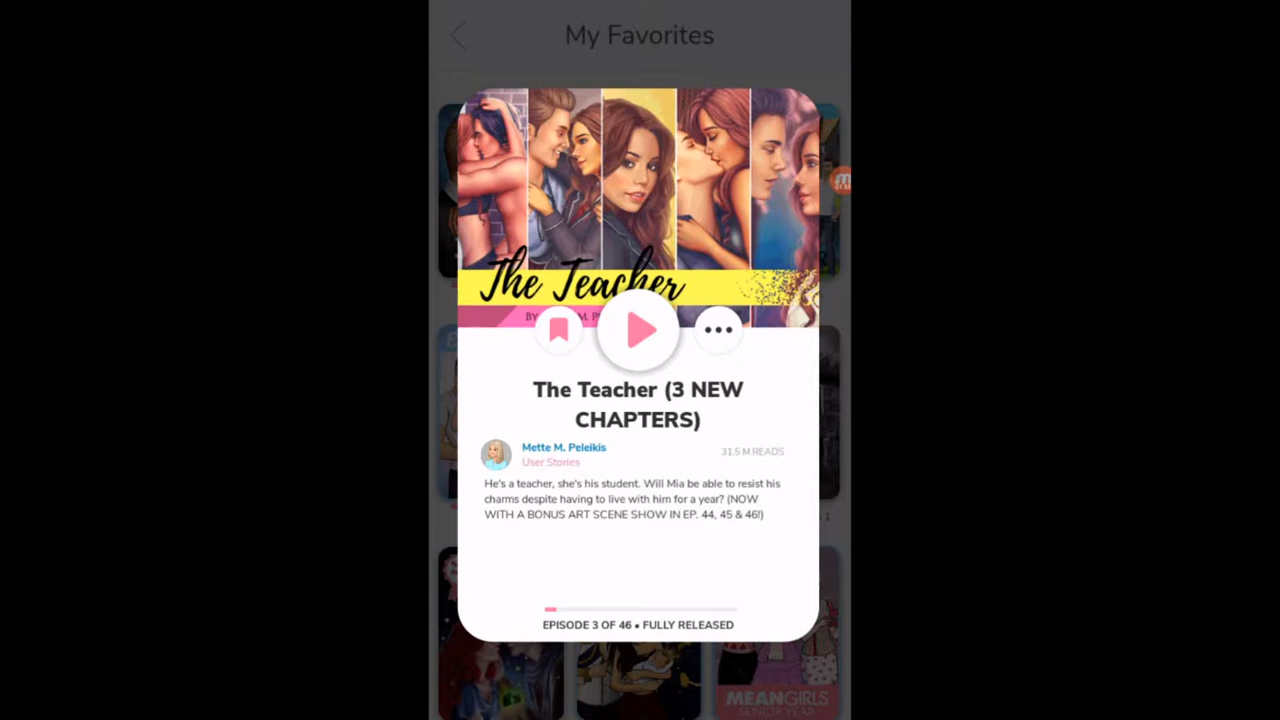 My Favorites
The Teacher
The Teacher (3 NEW
CHAPTERS)
Mette M. Peleikis
31.5 M READS
User Stories
He's a teacher, she's his student. Will Mia be able to resist his
charms despite having to live with him for a year? (NOW
WITH A BONUS ART SCENE SHOW IN EP. 44, 45 & 46!)
EPISODE 3 OF 46 • FULLY RELEASED
MEAN GIRLS
SENIOR YEAR